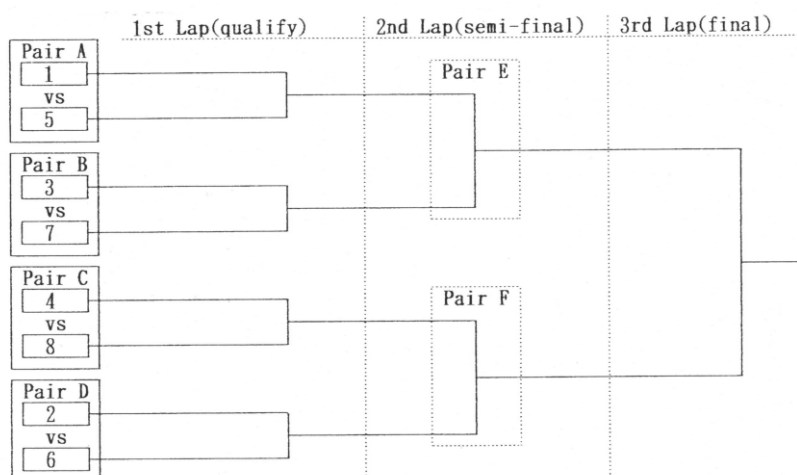 1st Lap(qualify) 2nd Lap(semi-final) 3rd Lap(final)
Pair A
1
vs
5
Pair B
3
vs
7
Pair C
4
vs
8
Pair D
2
vs
6
Pair E
Pair F